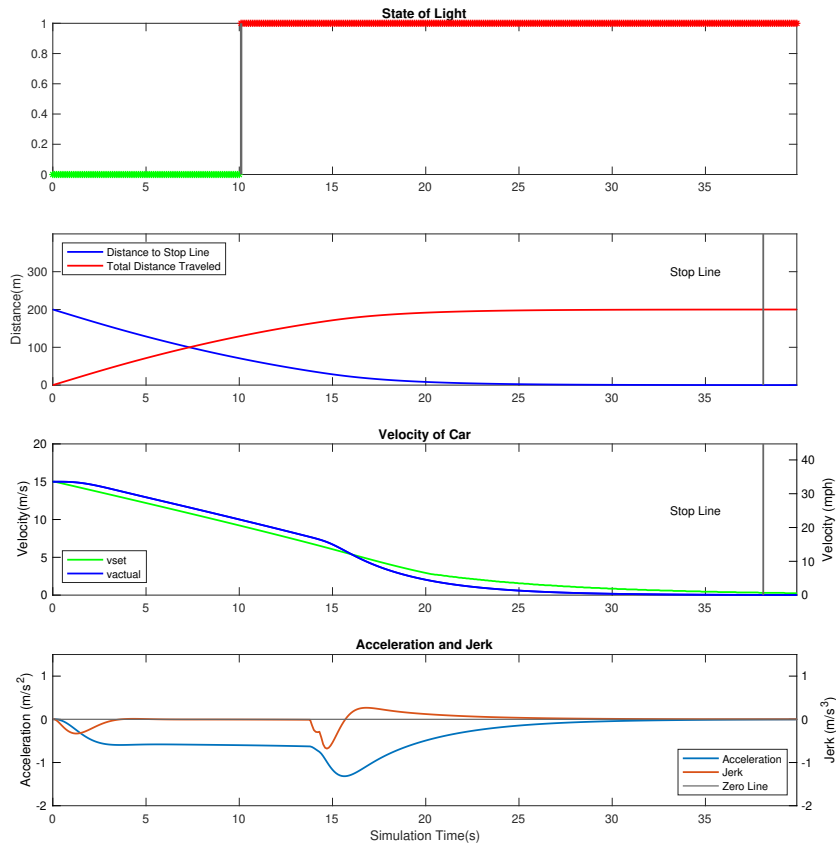 State of Light
1
0.8
0.6
0.4
0.2
0
0 5 10 15 20 25 30 35
Distance(m)
300
200
100
0
Distance to Stop Line
Total Distance Traveled
Stop Line
0 5 10 15 20 25 30 35
Velocity of Car
Velocity(m/s)
20
15
10
5
0
vset
vactual
Stop Line
40
30
20
10
0
Velocity (mph)
0 5 10 15 20 25 30 35
Acceleration and Jerk
Acceleration (m/s²)
1
0
-1
-2
Acceleration
Jerk
Zero Line
1
0
-1
-2
Jerk (m/s³)
0 5 10 15 20 25 30 35
Simulation Time(s)